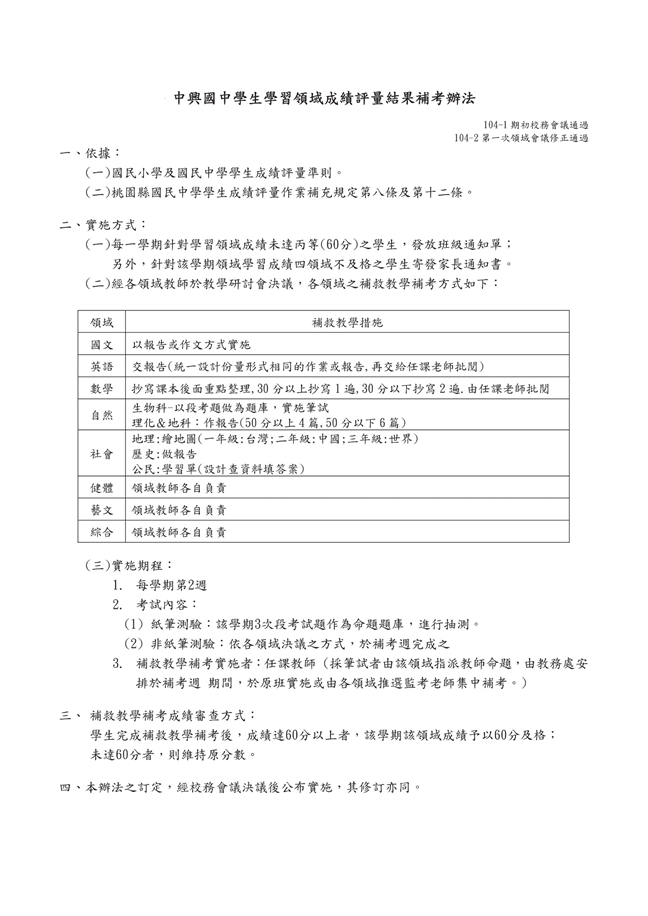 中興國中學生學習領域成績評量結果補考辦法
104-1 期初校務會議通過
104-2 第一次領域會議修正通過
一、依據：
(一)國民小學及國民中學學生成績評量準則。
(二)桃園縣國民中學學生成績評量作業補充規定第八條及第十二條。
二、實施方式：
(一)每一學期針對學習領域成績未達丙等(60分)之學生，發放班級通知單；
另外，針對該學期領域學習成績四領域不及格之學生寄發家長通知書。
(二)經各領域教師於教學研討會決議，各領域之補救教學補考方式如下：
領域 補救教學措施
國文 以報告或作文方式實施
英語 交報告(統一設計份量形式相同的作業或報告,再交給任課老師批閱)
數學 抄寫課本後面重點整理,30 分以上抄寫 1 遍,30 分以下抄寫 2 遍.由任課老師批閱
自然 生物科-以段考題做為題庫，實施筆試
理化&地科：作報告(50 分以上 4 篇,50 分以下 6 篇)
社會 地理:繪地圖(一年級:台灣;二年級:中國;三年級:世界)
歷史:做報告
公民:學習單(設計查資料填答案)
健體 領域教師各自負責
藝文 領域教師各自負責
綜合 領域教師各自負責
(三)實施期程：
1. 每學期第2週
2. 考試內容：
(1) 紙筆測驗：該學期3次段考試題作為命題題庫，進行抽測。
(2) 非紙筆測驗：依各領域決議之方式，於補考週完成之
3. 補救教學補考實施者：任課教師 (採筆試者由該領域指派教師命題，由教務處安
排於補考週 期間，於原班實施或由各領域推選監考老師集中補考。)
三、 補救教學補考成績審查方式：
學生完成補救教學補考後，成績達60分以上者，該學期該領域成績予以60分及格；
未達60分者，則維持原分數。
四、本辦法之訂定，經校務會議決議後公布實施，其修訂亦同。